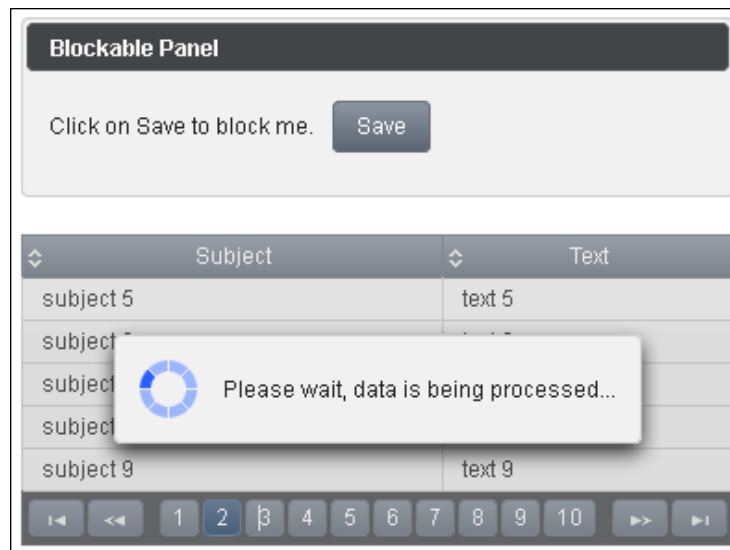 Blockable Panel
Click on Save to block me. Save
Subject Text
subject 5 text 5
subject
Please wait, data is being processed...
subject
subject
subject 9 text 9
1 2 3 4 5 6 7 8 9 10